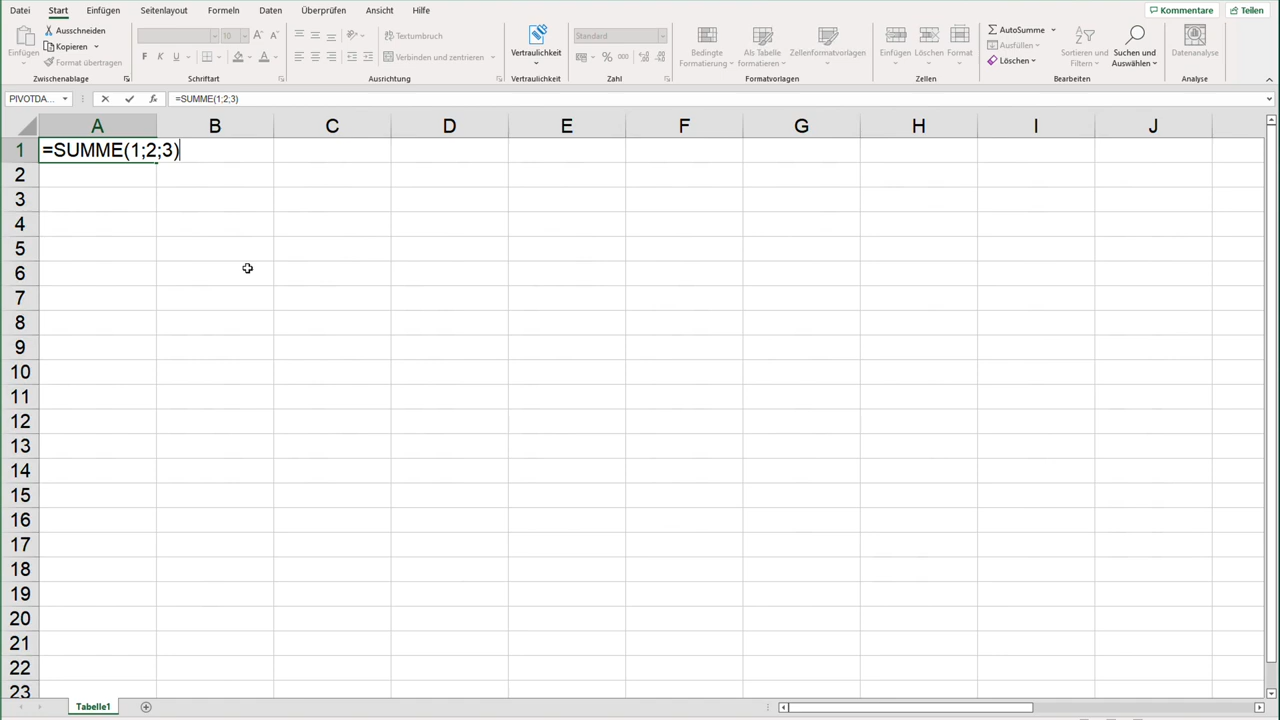 Datei Start Einfügen Seitenlayout Formeln Daten Überprüfen Ansicht Hilfe Kommentare Teilen
Einfügen
Ausschneiden
Kopieren
Format übertragen
Zwischenablage
10
F K U
Schriftart
Textumbruch
Verbinden und zentrieren
Ausrichtung
Vertraulichkeit
Vertraulichkeit
Standard
% 000
Zahl
Bedingte Formatierung
Als Tabelle formatieren
Zellenformatvorlagen
Formatvorlagen
Einfügen Löschen Format
Zellen
AutoSumme
Ausfüllen
Löschen
Sortieren und Filtern
Suchen und Auswählen
Bearbeiten
Datenanalyse
Analyse
PIVOTDA... fx =SUMME(1;2;3)
A B C D E F G H I J
1 =SUMME(1;2;3)
2
3
4
5
6
7
8
9
10
11
12
13
14
15
16
17
18
19
20
21
22
23
Tabelle1